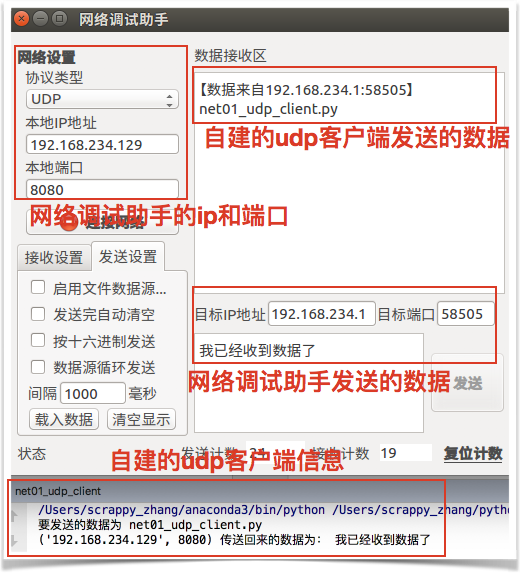 网络调试助手
网络设置
协议类型
UDP
本地IP地址
192.168.234.129
本地端口
8080
网络调试助手的ip和端口
连接网络
接收设置 发送设置
启用文件数据源...
发送完自动清空
按十六进制发送
数据源循环发送
间隔 1000 毫秒
载入数据 清空显示
数据接收区
【数据来自192.168.234.1:58505】
net01_udp_client.py
自建的udp客户端发送的数据
目标IP地址 192.168.234.1 目标端口 58505
我已经收到数据了
网络调试助手发送的数据
发送
状态 发送计数 接收计数 19 复位计数
自建的udp客户端信息
net01_udp_client
/Users/scrappy_zhang/anaconda3/bin/python /Users/scrappy_zhang/pyth
要发送的数据为 net01_udp_client.py
('192.168.234.129', 8080) 传送回来的数据为: 我已经收到数据了